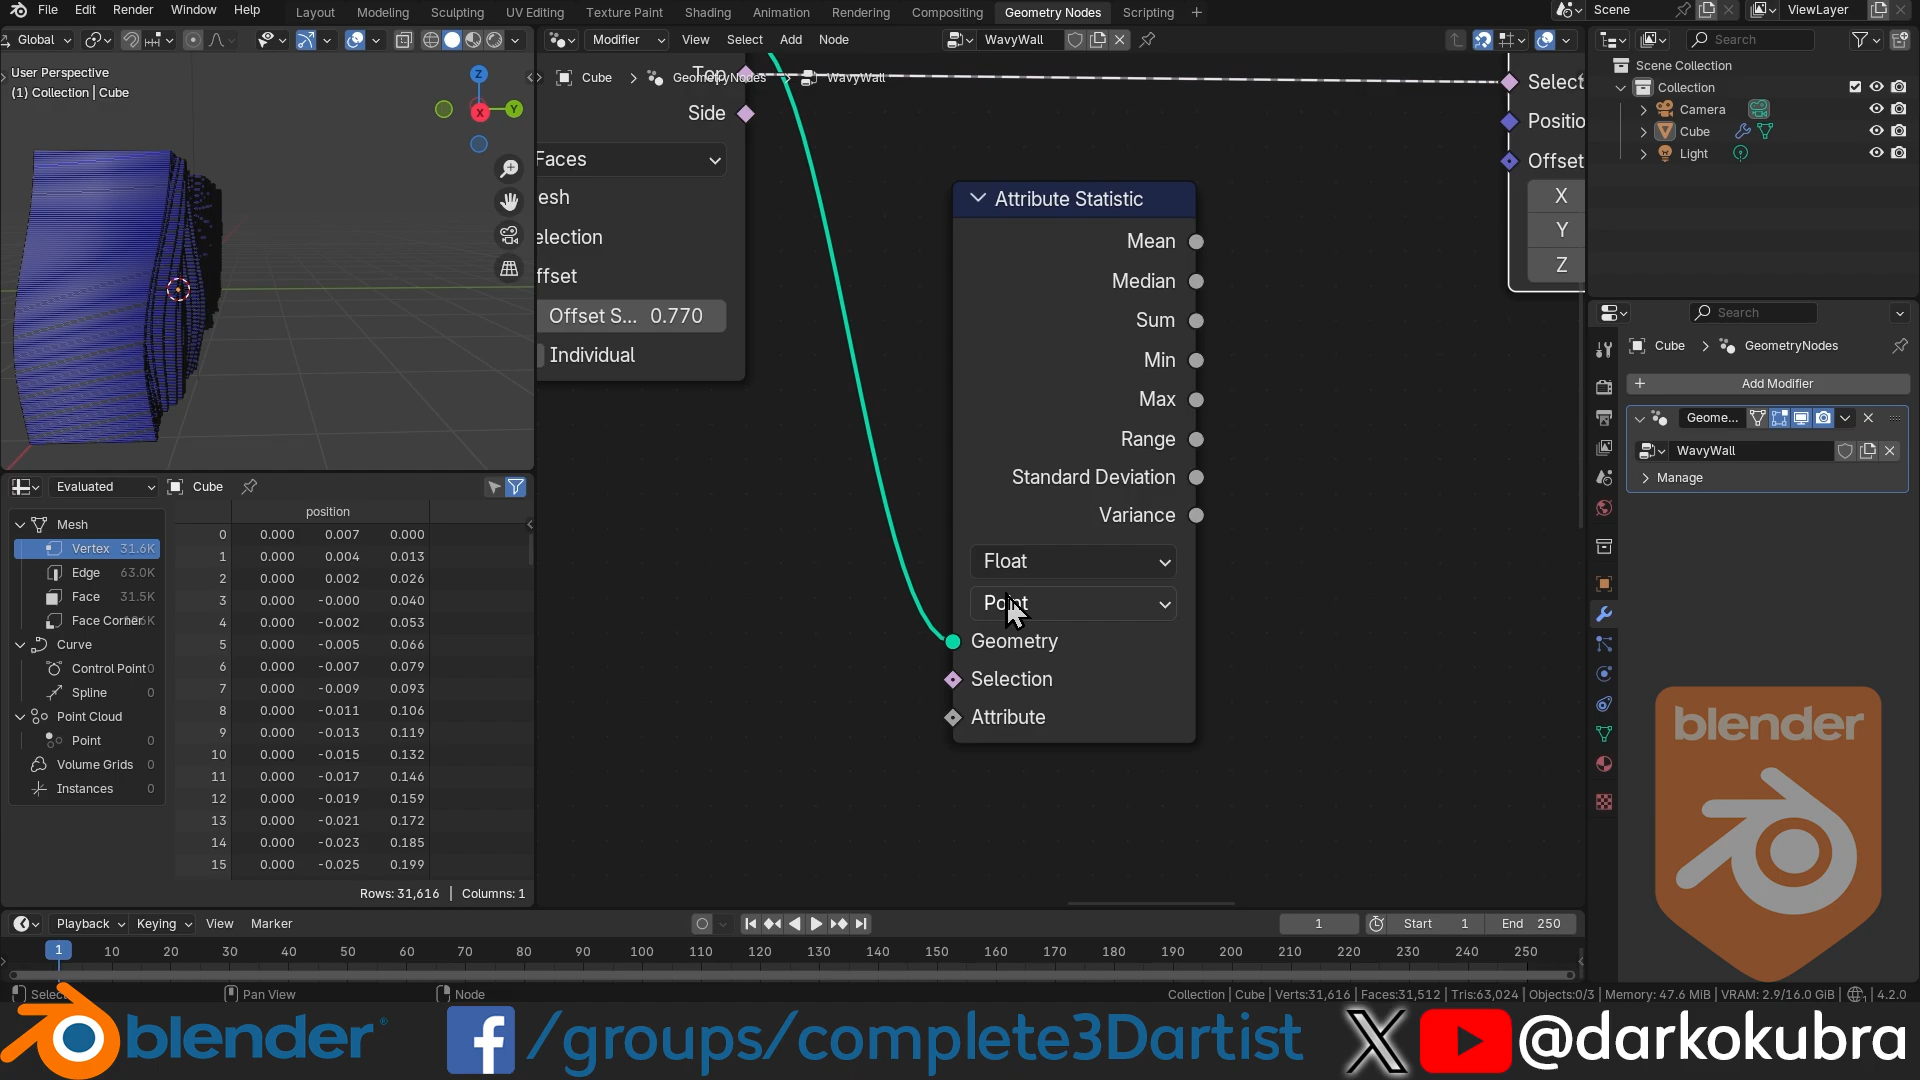 File Edit Render Window Help Layout Modeling Sculpting UV Editing Texture Paint Shading Animation Rendering Compositing Geometry Nodes Scripting + Scene ViewLayer
Global Modifier View Select Add Node WavyWall Search
User Perspective
(1) Collection | Cube
Z
Y
X
Cube > GeometryNodes > WavyWall
Top
Side
Faces
esh
election
ffset
Offset S... 0.770
Individual
Attribute Statistic
Mean
Median
Sum
Min
Max
Range
Standard Deviation
Variance
Float
Point
Geometry
Selection
Attribute
Select
Positio
Offset
X
Y
Z
Scene Collection
Collection
Camera
Cube
Light
Search
Cube > GeometryNodes
+ Add Modifier
Geome...
WavyWall
Manage
blender
Evaluated Cube
Mesh
Vertex 31.6K
Edge 63.0K
Face 31.5K
Face Corner
Curve
Control Point 0
Spline 0
Point Cloud
Point 0
Volume Grids 0
Instances 0
position
0 0.000 0.007 0.000
1 0.000 0.004 0.013
2 0.000 0.002 0.026
3 0.000 -0.000 0.040
4 0.000 -0.002 0.053
5 0.000 -0.005 0.066
6 0.000 -0.007 0.079
7 0.000 -0.009 0.093
8 0.000 -0.011 0.106
9 0.000 -0.013 0.119
10 0.000 -0.015 0.132
11 0.000 -0.017 0.146
12 0.000 -0.019 0.159
13 0.000 -0.021 0.172
14 0.000 -0.023 0.185
15 0.000 -0.025 0.199
Rows: 31,616 | Columns: 1
Playback Keying View Marker 1 Start 1 End 250
1 10 20 30 40 50 60 70 80 90 100 110 120 130 140 150 160 170 180 190 200 210 220 230 240 250
Select Pan View Node Collection | Cube | Verts:31,616 | Faces:31,512 | Tris:63,024 | Objects:0/3 | Memory: 47.6 MiB | VRAM: 2.9/16.0 GiB | 4.2.0
blender f /groups/complete3Dartist X @darkokubra